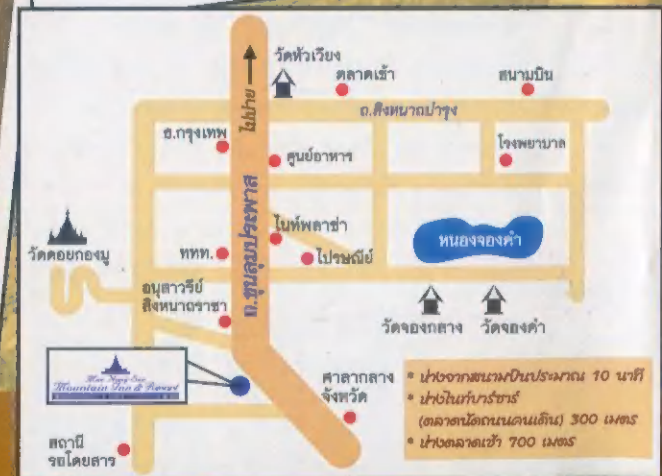 วัดหัวเวียง
ตลาดเช้า
สนามบิน
ไปปาย
ถ.สิงหนาทบำรุง
ธ.กรุงเทพ
ศูนย์อาหาร
โรงพยาบาล
ถ.ขุนลุมประพาส
ไนท์พลาซ่า
หนองจองคำ
วัดดอยกองมู
ททท.
ไปรษณีย์
อนุสาวรีย์
สิงหนาถราชา
วัดจองกลาง
วัดจองคำ
Mountain Inn & Resort
ศาลากลาง
จังหวัด
* ห่างจากสนามบินประมาณ 10 นาที
* ห่างไนท์บาร์ซาร์
(ตลาดนัดถนนคนเดิน) 300 เมตร
* ห่างตลาดเช้า 700 เมตร
สถานี
รถโดยสาร